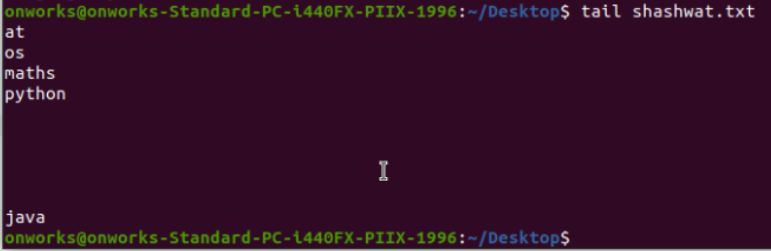 onworks@onworks-Standard-PC-i440FX-PIIX-1996:~/Desktop$ tail shashwat.txt
at
os
maths
python
java
onworks@onworks-Standard-PC-i440FX-PIIX-1996:~/Desktop$